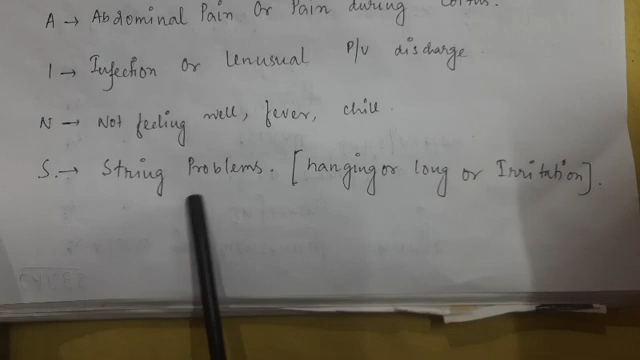 A → Abdominal Pain Or Pain during Coitus.
I → Infection Or Unusual P/V discharge
N → Not feeling well, fever, chill.
S. → String Problems. [hanging or long or Irritation].